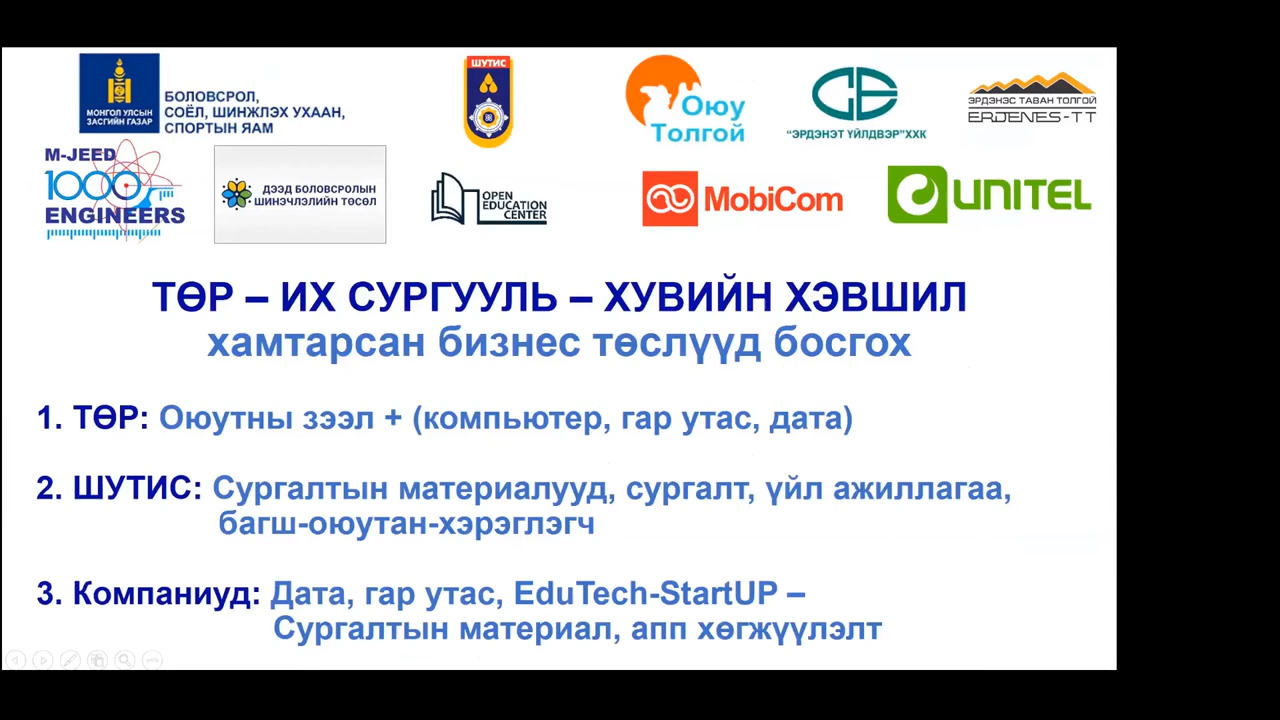 МОНГОЛ УЛСЫН
ЗАСГИЙН ГАЗАР
БОЛОВСРОЛ,
СОЁЛ, ШИНЖЛЭХ УХААН,
СПОРТЫН ЯАМ
ШУТИС
Оюу
Толгой
“ЭРДЭНЭТ ҮЙЛДВЭР”ХХК
ЭРДЭНЭС ТАВАН ТОЛГОЙ
ERDENES-TT
M-JEED
1000
ENGINEERS
ДЭЭД БОЛОВСРОЛЫН
ШИНЭЧЛЭЛИЙН ТӨСӨЛ
OPEN
EDUCATION
CENTER
MobiCom
UNITEL
ТӨР – ИХ СУРГУУЛЬ – ХУВИЙН ХЭВШИЛ
хамтарсан бизнес төслүүд босгох
1. ТӨР: Оюутны зээл + (компьютер, гар утас, дата)
2. ШУТИС: Сургалтын материалууд, сургалт, үйл ажиллагаа,
багш-оюутан-хэрэглэгч
3. Компаниуд: Дата, гар утас, EduTech-StartUP –
Сургалтын материал, апп хөгжүүлэлт